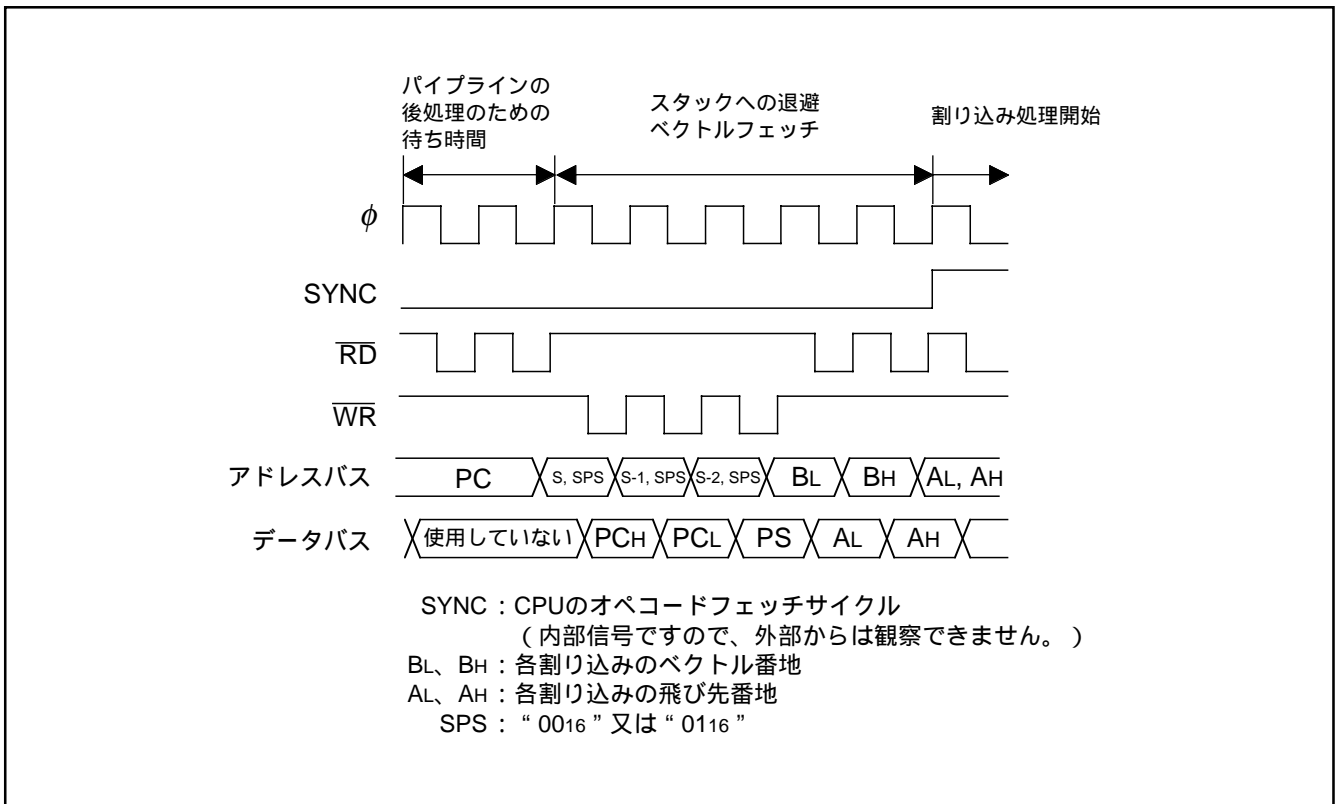 パイプラインの
後処理のための
待ち時間
スタックへの退避
ベクトルフェッチ
割り込み処理開始
φ
SYNC
RD
WR
アドレスバス PC S, SPS S-1, SPS S-2, SPS BL BH AL, AH
データバス 使用していない PCH PCL PS AL AH
SYNC：CPUのオペコードフェッチサイクル
（内部信号ですので、外部からは観察できません。）
BL、BH：各割り込みのベクトル番地
AL、AH：各割り込みの飛び先番地
SPS：“0016”又は“0116”